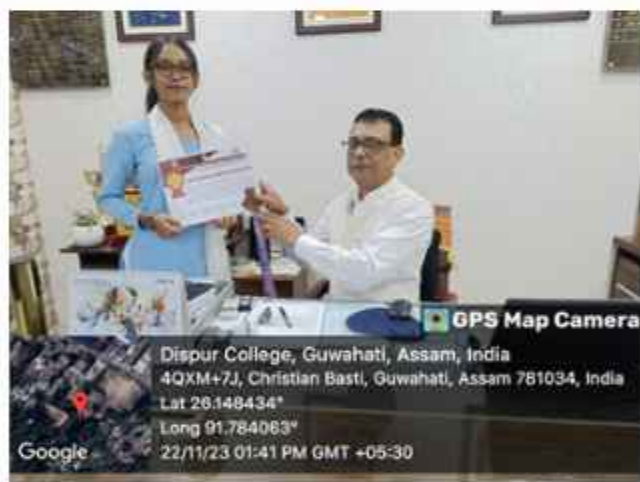 GPS Map Camera
Dispur College, Guwahati, Assam, India
4QXM+7J, Christian Basti, Guwahati, Assam 781034, India
Lat 26.148434°
Long 91.784063°
22/11/23 01:41 PM GMT +05:30
Google